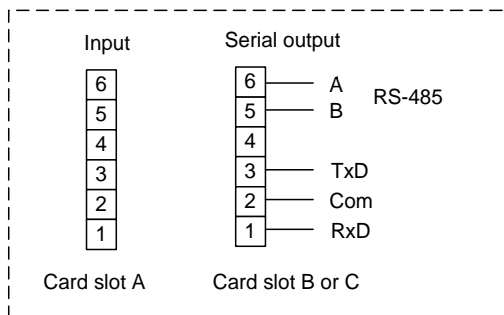 Input
Serial output
6
5
4
3
2
1
6
5
4
3
2
1
A
B
RS-485
TxD
Com
RxD
Card slot A
Card slot B or C